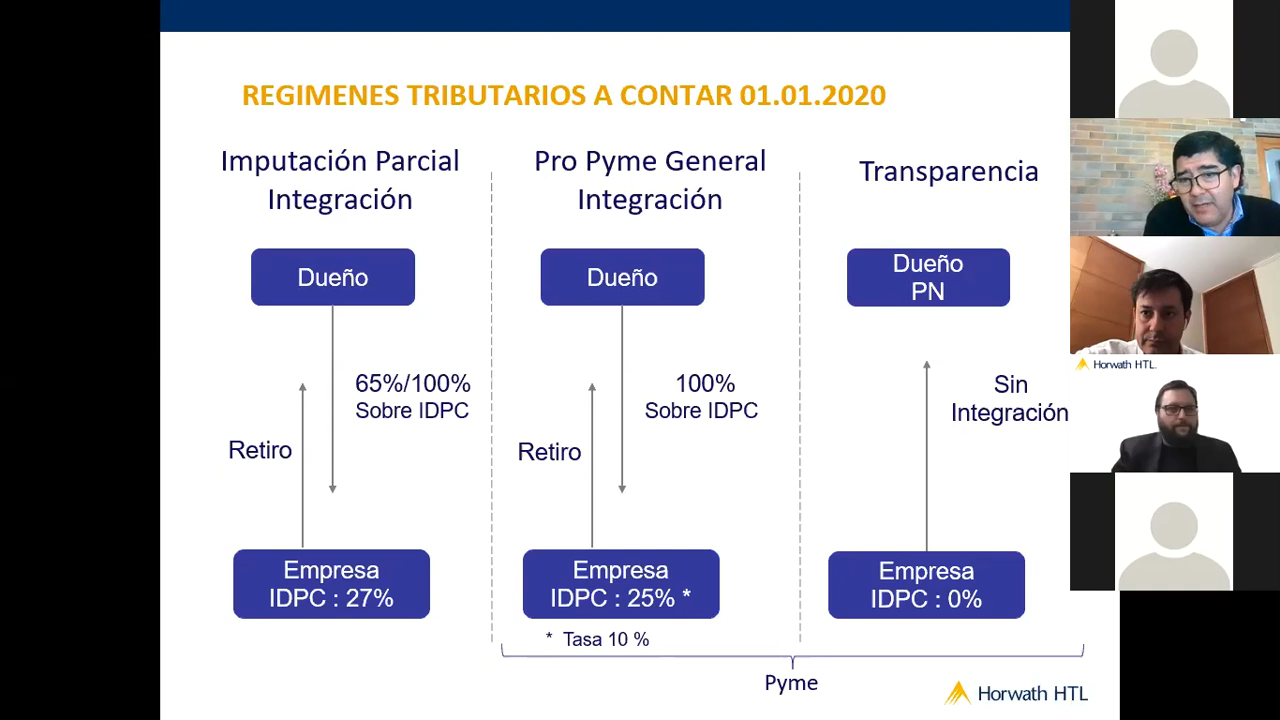 REGIMENES TRIBUTARIOS A CONTAR 01.01.2020
Imputación Parcial
Integración
Dueño
65%/100%
Sobre IDPC
Retiro
Empresa
IDPC : 27%
Pro Pyme General
Integración
Dueño
100%
Sobre IDPC
Retiro
Empresa
IDPC : 25% *
* Tasa 10 %
Transparencia
Dueño
PN
Sin
Integración
Empresa
IDPC : 0%
Pyme
Horwath HTL
Horwath HTL.